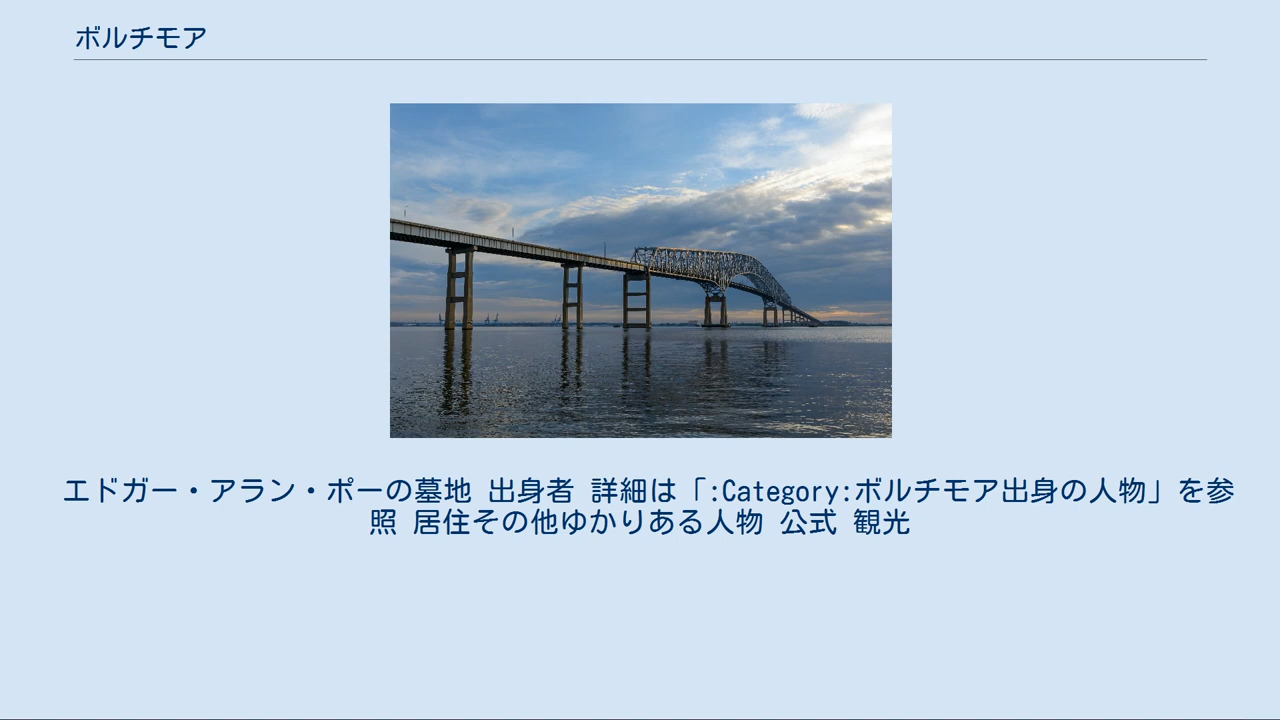 ボルチモア
エドガー・アラン・ポーの墓地 出身者 詳細は「:Category:ボルチモア出身の人物」を参
照 居住その他ゆかりある人物 公式 観光